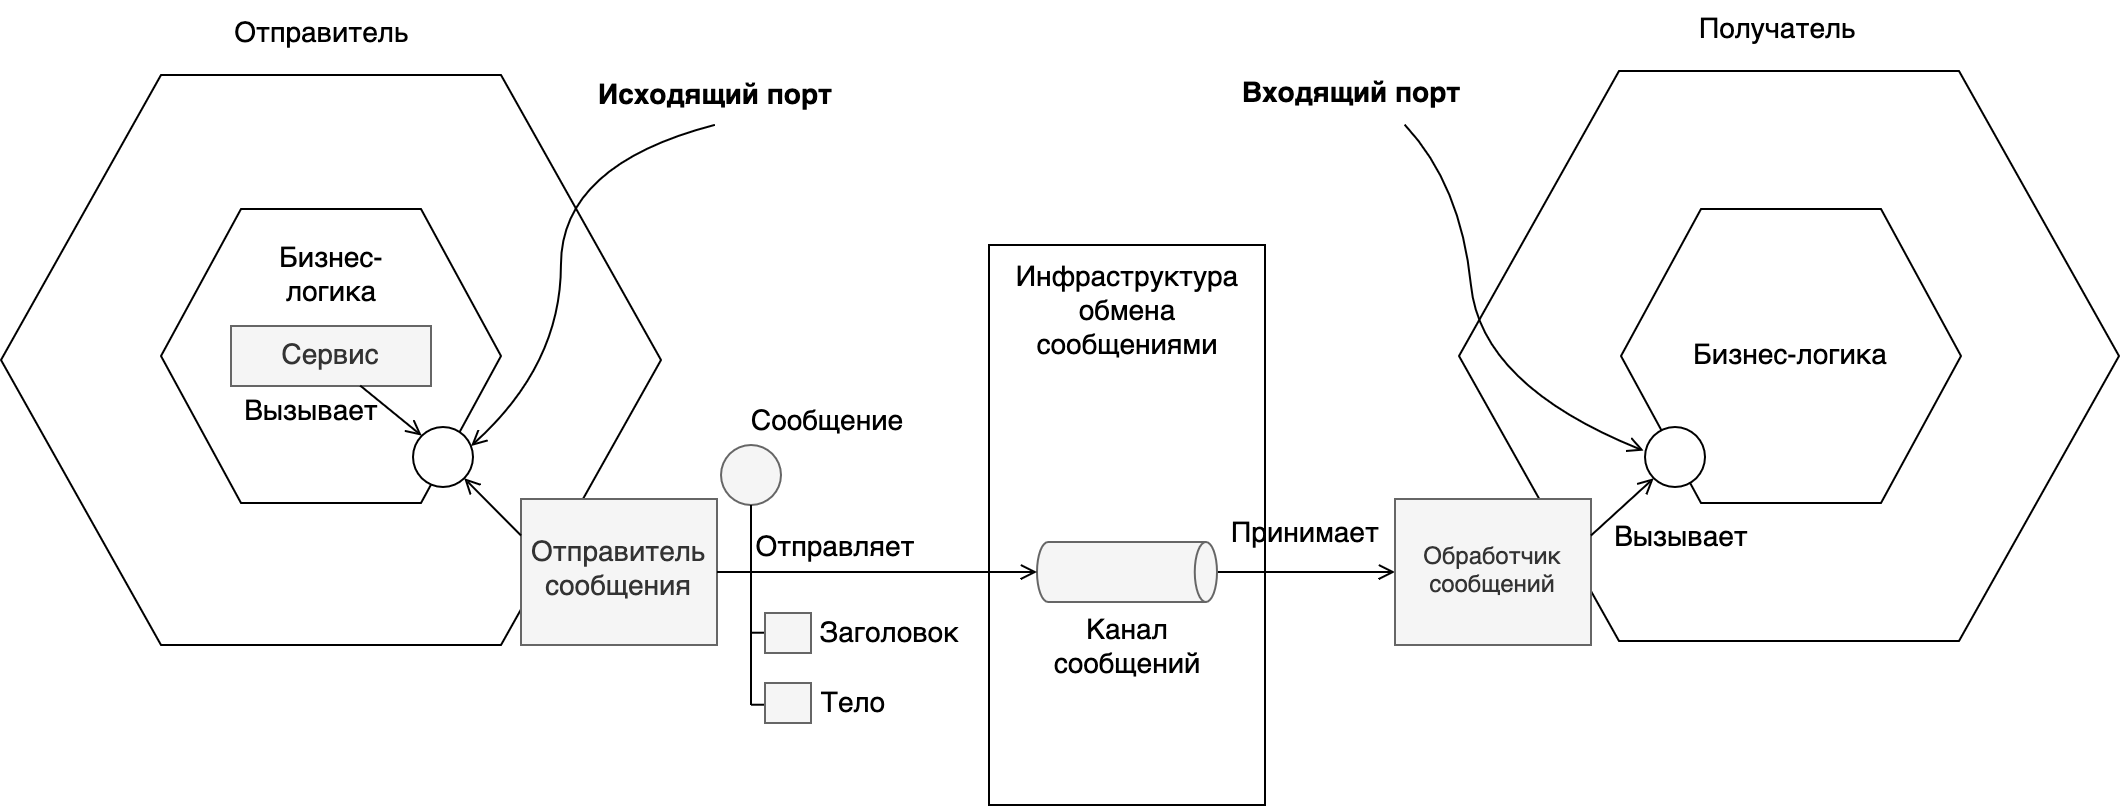 Отправитель
Получатель
Исходящий порт
Входящий порт
Бизнес-
логика
Сервис
Вызывает
Инфраструктура
обмена
сообщениями
Бизнес-логика
Сообщение
Отправитель
сообщения
Отправляет
Принимает
Обработчик
сообщений
Вызывает
Заголовок
Тело
Канал
сообщений